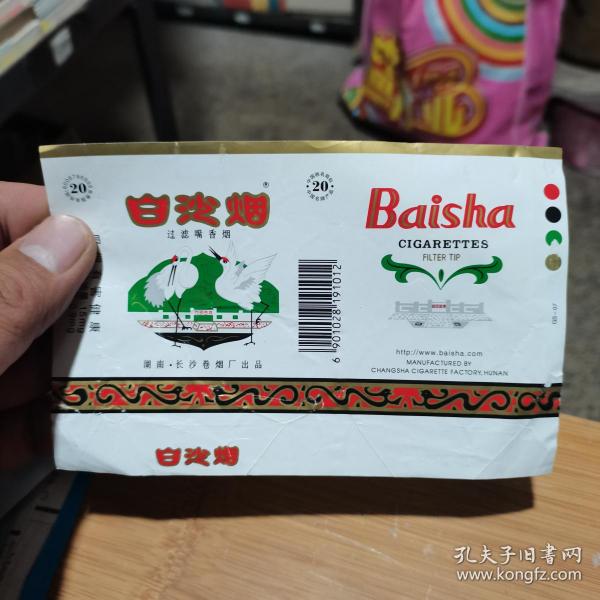 20
白沙烟®
过滤嘴香烟
湖南·长沙卷烟厂出品
6 901028 191012
20
Baisha
CIGARETTES
FILTER TIP
http://www.baisha.com
MANUFACTURED BY
CHANGSHA CIGARETTE FACTORY, HUNAN
白沙烟
孔夫子旧书网
www.kongfz.com